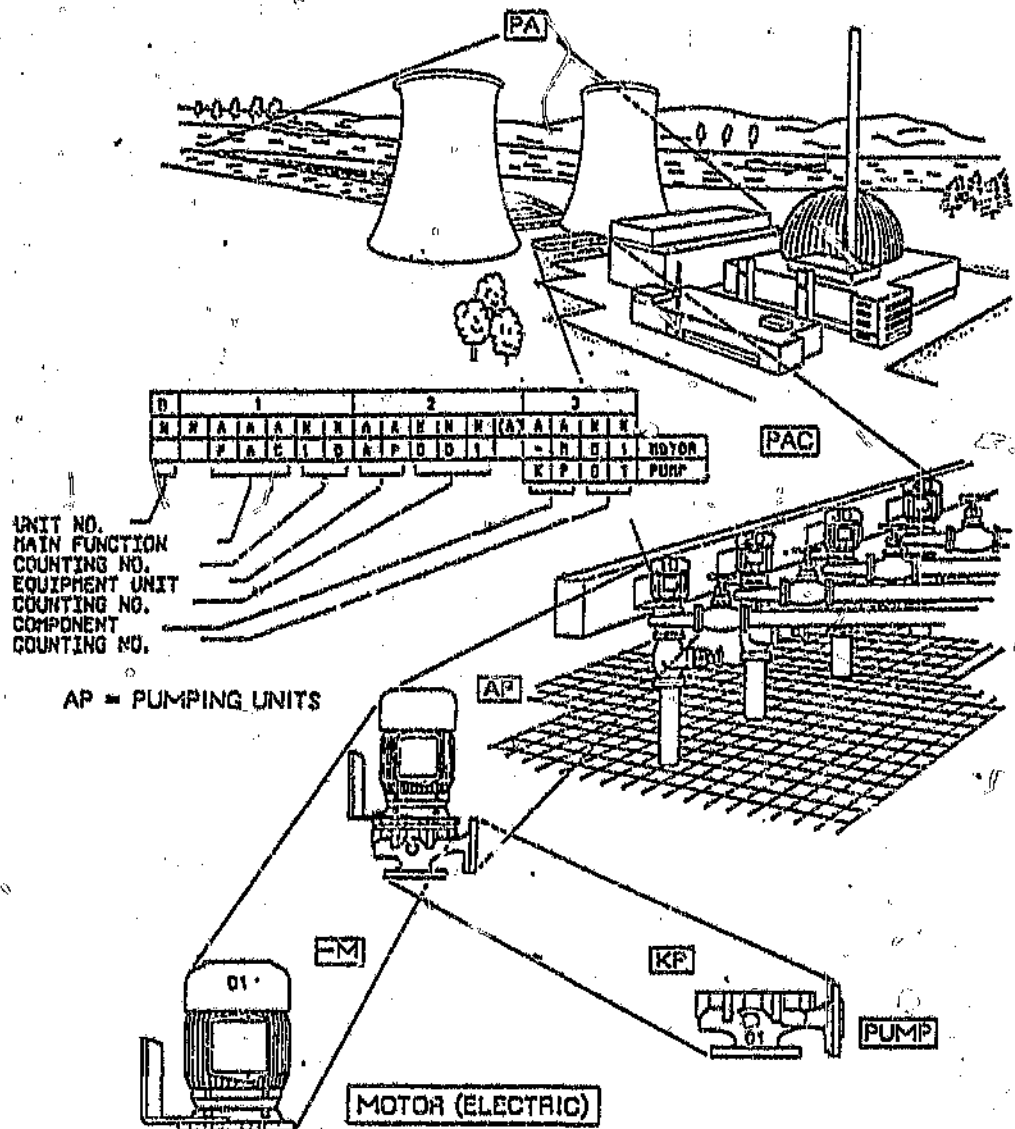 PA
0 1 2 3
N N A A A N N A A N N N (A) A A N N
P A C 1 0 A P 0 0 1 - M 0 1 MOTOR
K P 0 1 PUMP
PAC
UNIT NO.
MAIN FUNCTION
COUNTING NO.
EQUIPMENT UNIT
COUNTING NO.
COMPONENT
COUNTING NO.
AP = PUMPING UNITS
AP
-M
KP
01
01
PUMP
MOTOR (ELECTRIC)